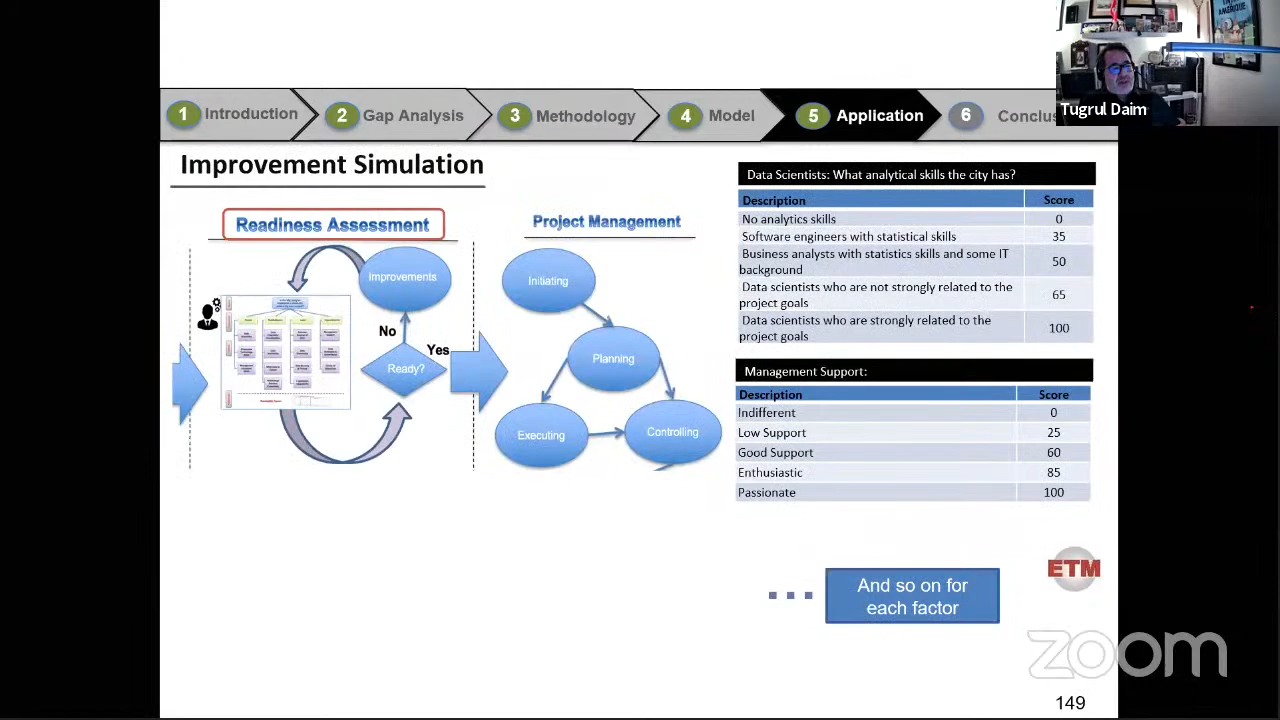 Tugrul Daim
1 Introduction
2 Gap Analysis
3 Methodology
4 Model
5 Application
6 Conclu
Improvement Simulation
Readiness Assessment
Improvements
No
Yes
Ready?
Project Management
Initiating
Planning
Executing
Controlling
Data Scientists: What analytical skills the city has?
Description Score
No analytics skills 0
Software engineers with statistical skills 35
Business analysts with statistics skills and some IT
background 50
Data scientists who are not strongly related to the
project goals 65
Data scientists who are strongly related to the
project goals 100
Management Support:
Description Score
Indifferent 0
Low Support 25
Good Support 60
Enthusiastic 85
Passionate 100
And so on for
each factor
ETM
zoom
149